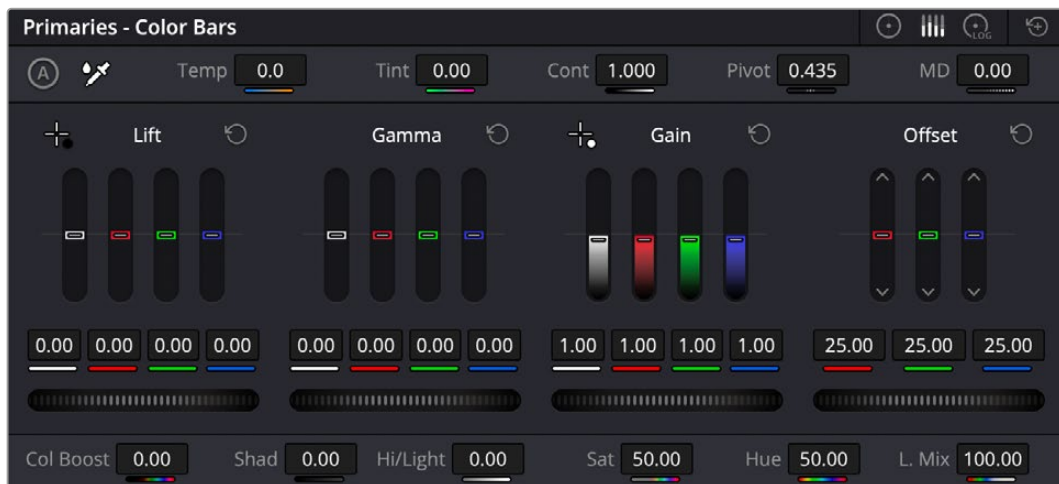 Primaries - Color Bars
LOG
A Temp 0.0 Tint 0.00 Cont 1.000 Pivot 0.435 MD 0.00
Lift Gamma Gain Offset
0.00 0.00 0.00 0.00 0.00 0.00 0.00 0.00 1.00 1.00 1.00 1.00 25.00 25.00 25.00
Col Boost 0.00 Shad 0.00 Hi/Light 0.00 Sat 50.00 Hue 50.00 L. Mix 100.00